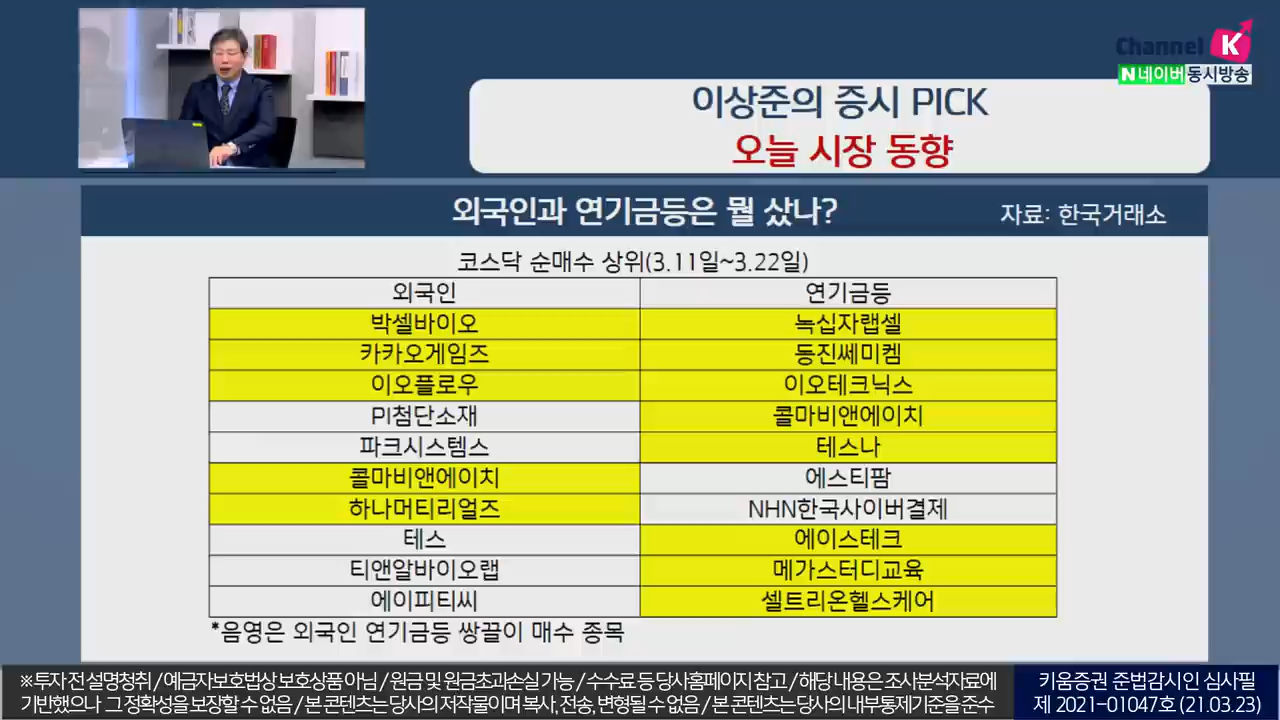 Channel K
N 네이버 동시방송
이상준의 증시 PICK
오늘 시장 동향
외국인과 연기금등은 뭘 샀나?
자료: 한국거래소
코스닥 순매수 상위(3.11일~3.22일)
외국인 연기금등
박셀바이오 녹십자랩셀
카카오게임즈 동진쎄미켐
이오플로우 이오테크닉스
PI첨단소재 콜마비앤에이치
파크시스템스 테스나
콜마비앤에이치 에스티팜
하나머티리얼즈 NHN한국사이버결제
테스 에이스테크
티앤알바이오랩 메가스터디교육
에이피티씨 셀트리온헬스케어
*음영은 외국인 연기금등 쌍끌이 매수 종목
※투자 전 설명청취 / 예금자보호법상 보호상품 아님 / 원금 및 원금초과손실 가능 / 수수료 등 당사홈페이지 참고 / 해당 내용은 조사분석자료에
기반했으나 그 정확성을 보장할 수 없음 / 본 콘텐츠는 당사의 저작물이며 복사, 전송, 변형될 수 없음 / 본 콘텐츠는 당사의 내부통제기준을 준수
키움증권 준법감시인 심사필
제 2021-01047호 (21.03.23)